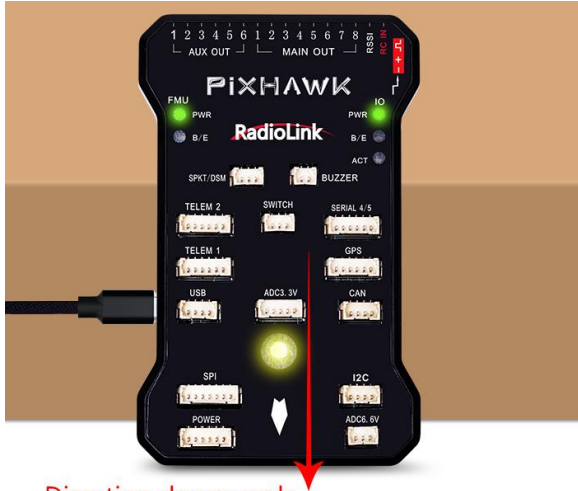 1 2 3 4 5 6 1 2 3 4 5 6 7 8 RSSI RC IN - +
AUX OUT MAIN OUT
PiXHAWK
FMU IO
PWR PWR
B/E RadioLink B/E
ACT
SPKT/DSM BUZZER
TELEM 2 SWITCH SERIAL 4/5
TELEM 1 GPS
USB ADC3. 3V CAN
SPI I2C
POWER ADC6. 6V